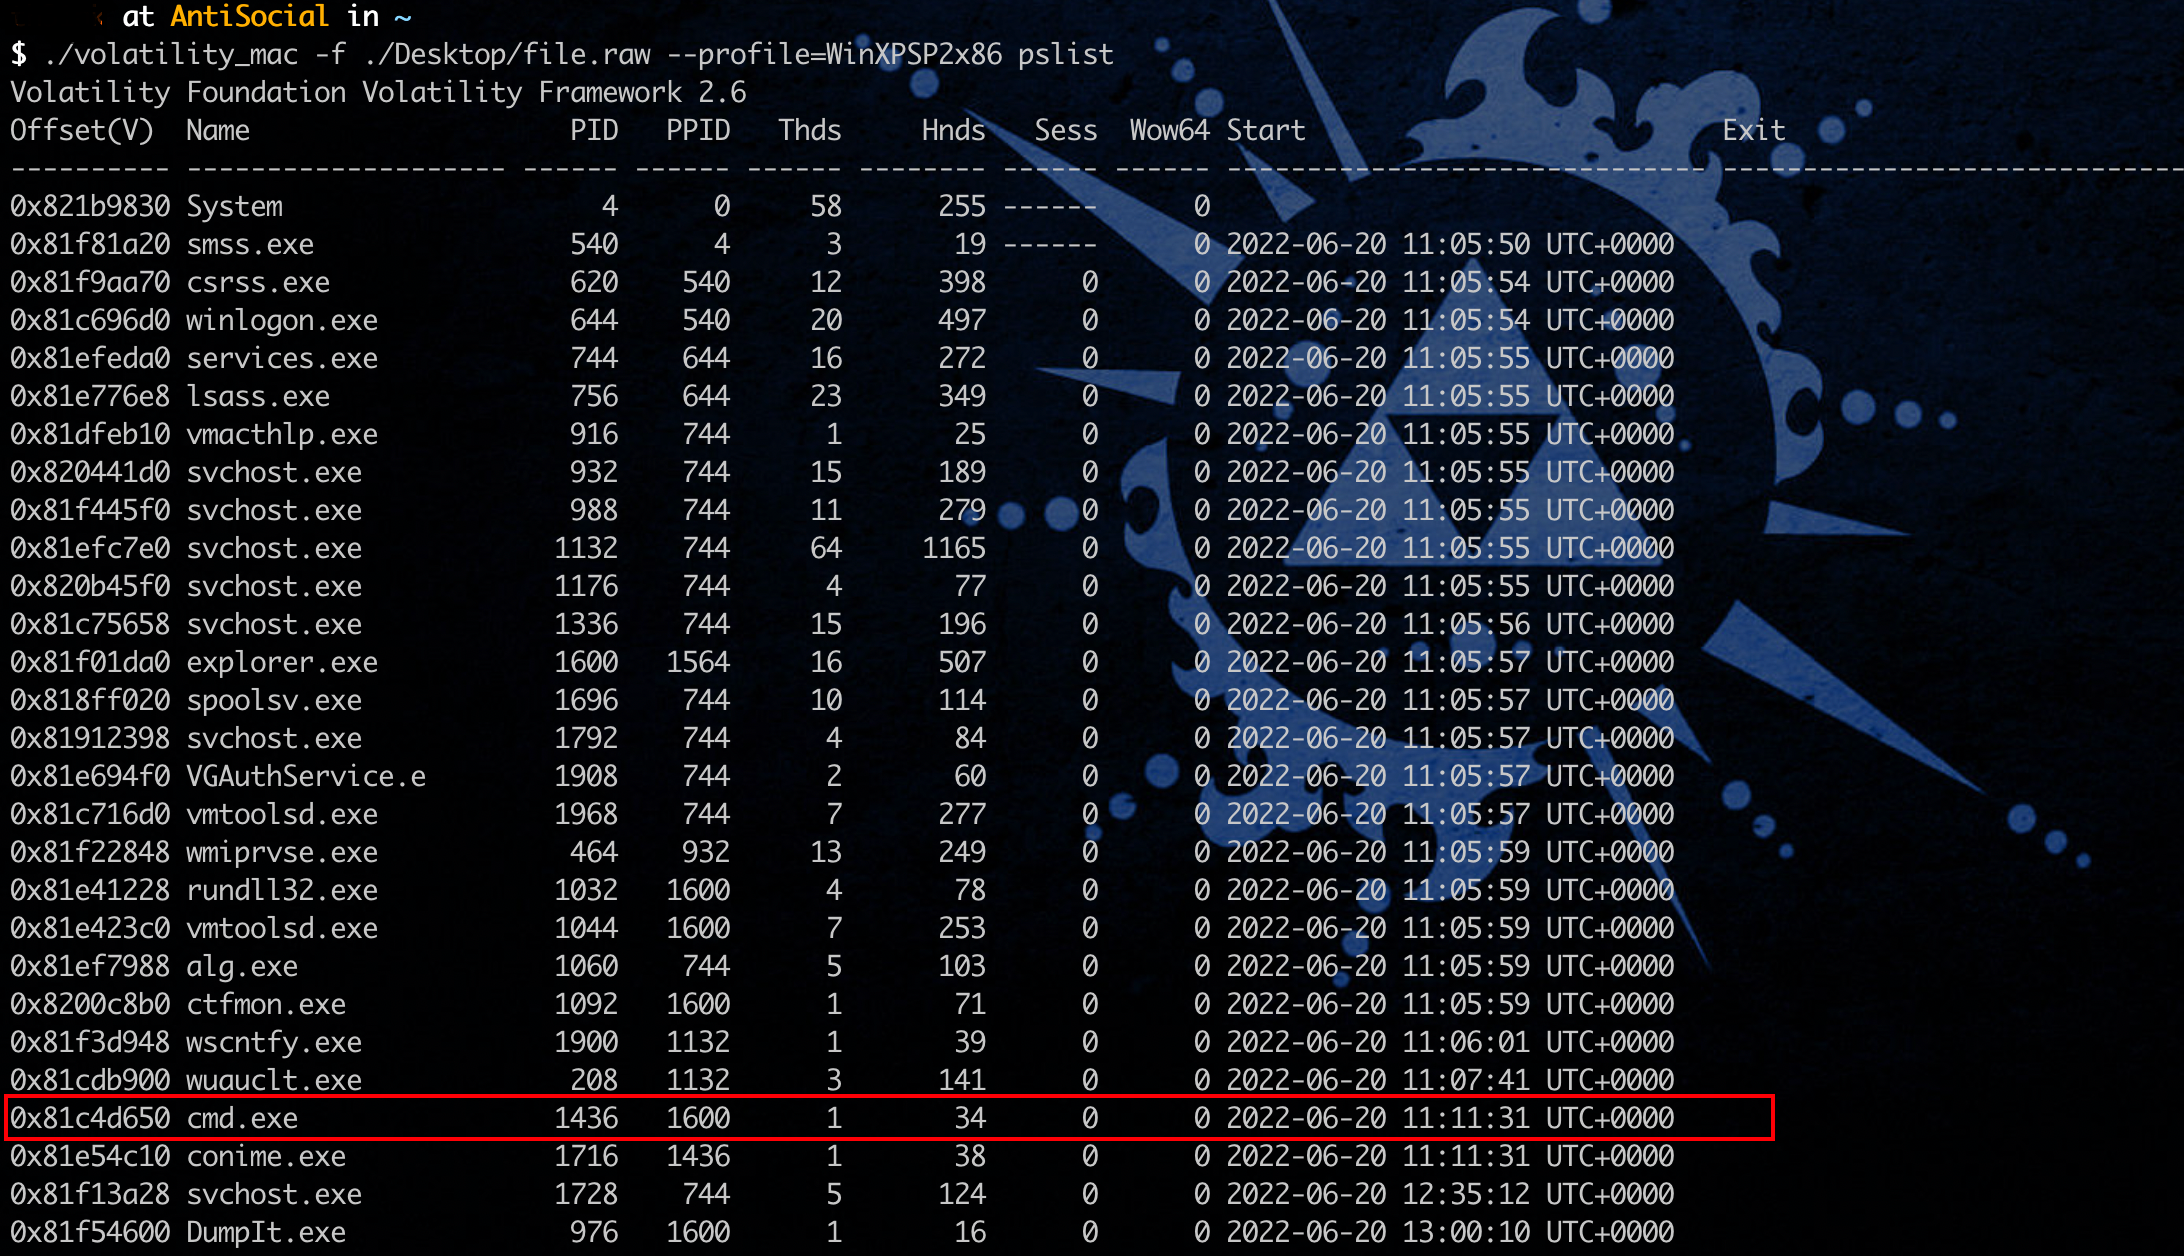 at AntiSocial in ~
$ ./volatility_mac -f ./Desktop/file.raw --profile=WinXPSP2x86 pslist
Volatility Foundation Volatility Framework 2.6
Offset(V)  Name                    PID   PPID   Thds     Hnds   Sess  Wow64 Start                          Exit
---------- -------------------- ------ ------ ------ -------- ------ ------ ------------------------------ ------------------------------
0x821b9830 System                    4      0     58      255 ------      0
0x81f81a20 smss.exe                540      4      3       19 ------      0 2022-06-20 11:05:50 UTC+0000
0x81f9aa70 csrss.exe               620    540     12      398      0      0 2022-06-20 11:05:54 UTC+0000
0x81c696d0 winlogon.exe            644    540     20      497      0      0 2022-06-20 11:05:54 UTC+0000
0x81efeda0 services.exe            744    644     16      272      0      0 2022-06-20 11:05:55 UTC+0000
0x81e776e8 lsass.exe               756    644     23      349      0      0 2022-06-20 11:05:55 UTC+0000
0x81dfeb10 vmacthlp.exe            916    744      1       25      0      0 2022-06-20 11:05:55 UTC+0000
0x820441d0 svchost.exe             932    744     15      189      0      0 2022-06-20 11:05:55 UTC+0000
0x81f445f0 svchost.exe             988    744     11      279      0      0 2022-06-20 11:05:55 UTC+0000
0x81efc7e0 svchost.exe            1132    744     64     1165      0      0 2022-06-20 11:05:55 UTC+0000
0x820b45f0 svchost.exe            1176    744      4       77      0      0 2022-06-20 11:05:55 UTC+0000
0x81c75658 svchost.exe            1336    744     15      196      0      0 2022-06-20 11:05:56 UTC+0000
0x81f01da0 explorer.exe           1600   1564     16      507      0      0 2022-06-20 11:05:57 UTC+0000
0x818ff020 spoolsv.exe            1696    744     10      114      0      0 2022-06-20 11:05:57 UTC+0000
0x81912398 svchost.exe            1792    744      4       84      0      0 2022-06-20 11:05:57 UTC+0000
0x81e694f0 VGAuthService.e        1908    744      2       60      0      0 2022-06-20 11:05:57 UTC+0000
0x81c716d0 vmtoolsd.exe           1968    744      7      277      0      0 2022-06-20 11:05:57 UTC+0000
0x81f22848 wmiprvse.exe            464    932     13      249      0      0 2022-06-20 11:05:59 UTC+0000
0x81e41228 rundll32.exe           1032   1600      4       78      0      0 2022-06-20 11:05:59 UTC+0000
0x81e423c0 vmtoolsd.exe           1044   1600      7      253      0      0 2022-06-20 11:05:59 UTC+0000
0x81ef7988 alg.exe                1060    744      5      103      0      0 2022-06-20 11:05:59 UTC+0000
0x8200c8b0 ctfmon.exe             1092   1600      1       71      0      0 2022-06-20 11:05:59 UTC+0000
0x81f3d948 wscntfy.exe            1900   1132      1       39      0      0 2022-06-20 11:06:01 UTC+0000
0x81cdb900 wuauclt.exe             208   1132      3      141      0      0 2022-06-20 11:07:41 UTC+0000
0x81c4d650 cmd.exe                1436   1600      1       34      0      0 2022-06-20 11:11:31 UTC+0000
0x81e54c10 conime.exe             1716   1436      1       38      0      0 2022-06-20 11:11:31 UTC+0000
0x81f13a28 svchost.exe            1728    744      5      124      0      0 2022-06-20 12:35:12 UTC+0000
0x81f54600 DumpIt.exe              976   1600      1       16      0      0 2022-06-20 13:00:10 UTC+0000